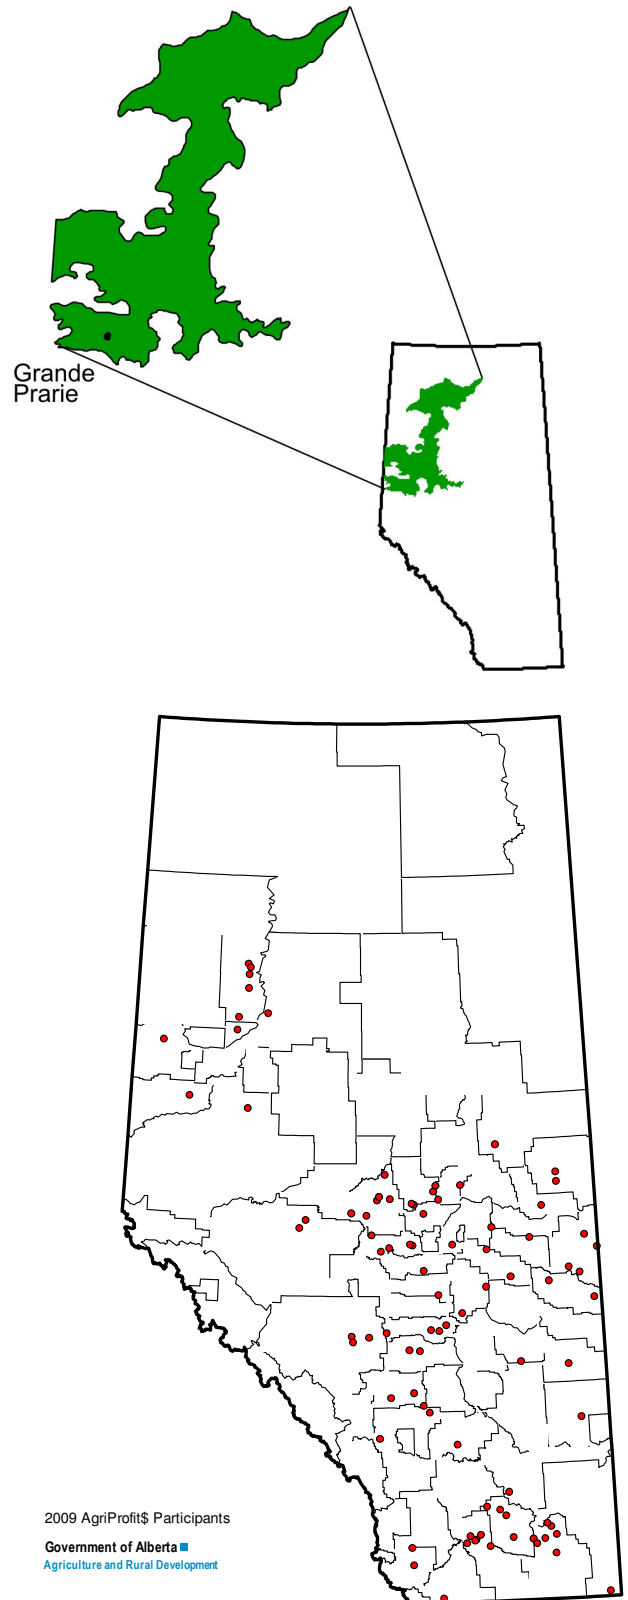 Grande
Prarie
2009 AgriProfit$ Participants
Government of Alberta
Agriculture and Rural Development